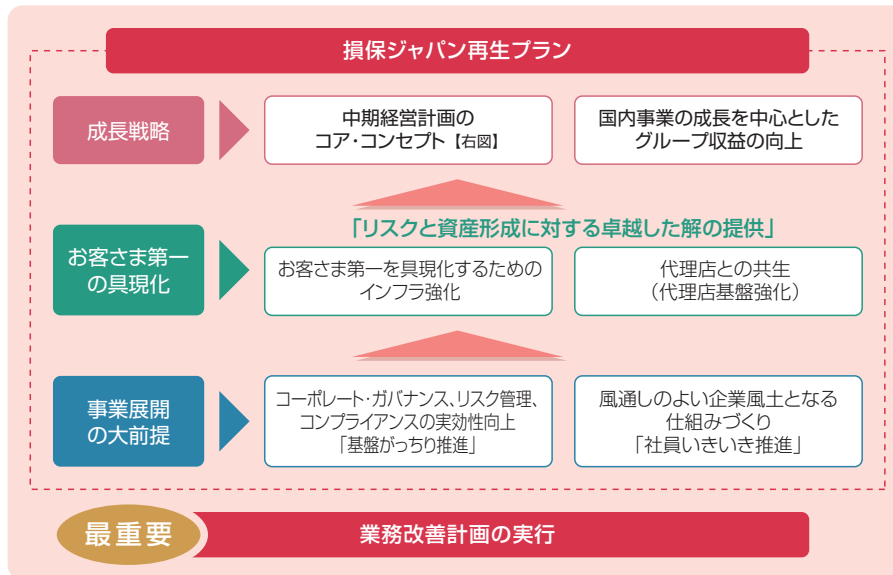 損保ジャパン再生プラン
成長戦略
中期経営計画の
コア・コンセプト【右図】
国内事業の成長を中心とした
グループ収益の向上
「リスクと資産形成に対する卓越した解の提供」
お客さま第一
の具現化
お客さま第一を具現化するための
インフラ強化
代理店との共生
（代理店基盤強化）
事業展開
の大前提
コーポレート・ガバナンス、リスク管理、
コンプライアンスの実効性向上
「基盤がっちり推進」
風通しのよい企業風土となる
仕組みづくり
「社員いきいき推進」
最重要
業務改善計画の実行